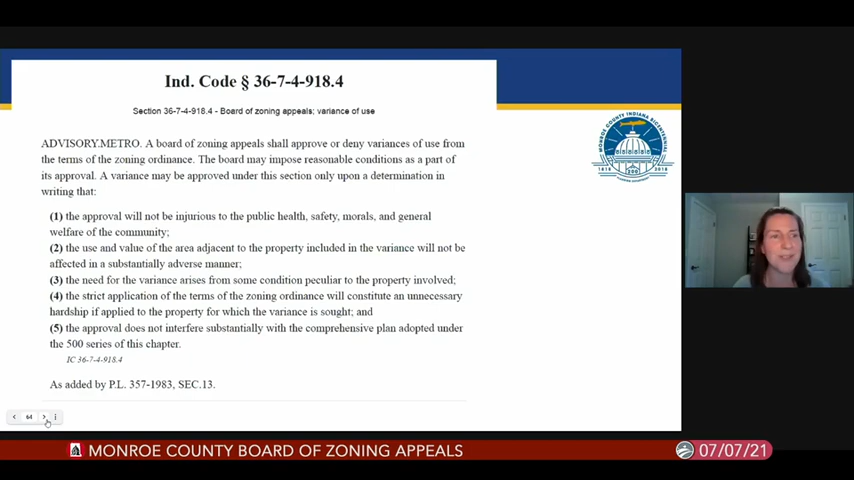 Ind. Code § 36-7-4-918.4
Section 36-7-4-918.4 - Board of zoning appeals; variance of use
ADVISORY.METRO. A board of zoning appeals shall approve or deny variances of use from
the terms of the zoning ordinance. The board may impose reasonable conditions as a part of
its approval. A variance may be approved under this section only upon a determination in
writing that:
(1) the approval will not be injurious to the public health, safety, morals, and general
welfare of the community;
(2) the use and value of the area adjacent to the property included in the variance will not be
affected in a substantially adverse manner;
(3) the need for the variance arises from some condition peculiar to the property involved;
(4) the strict application of the terms of the zoning ordinance will constitute an unnecessary
hardship if applied to the property for which the variance is sought; and
(5) the approval does not interfere substantially with the comprehensive plan adopted under
the 500 series of this chapter.
IC 36-7-4-918.4
As added by P.L. 357-1983, SEC.13.
MONROE COUNTY INDIANA BICENTENNIAL
1818
200
2018
64
MONROE COUNTY BOARD OF ZONING APPEALS
07/07/21